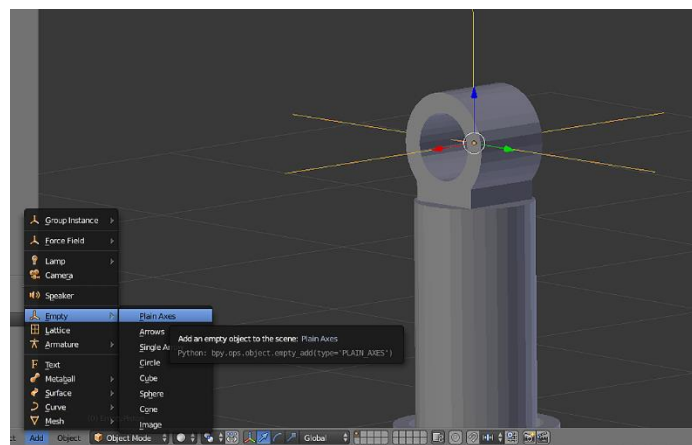 Group Instance
Force Field
Lamp
Camera
Speaker
Empty
Lattice
Armature
Text
Metaball
Surface
Curve
Mesh
Plain Axes
Arrows
Circle
Cube
Sphere
Cone
Image
Add an empty object to the scene: Plain Axes
Python: bpy.ops.object.empty_add(type='PLAIN_AXES')
Add Object Object Mode Global